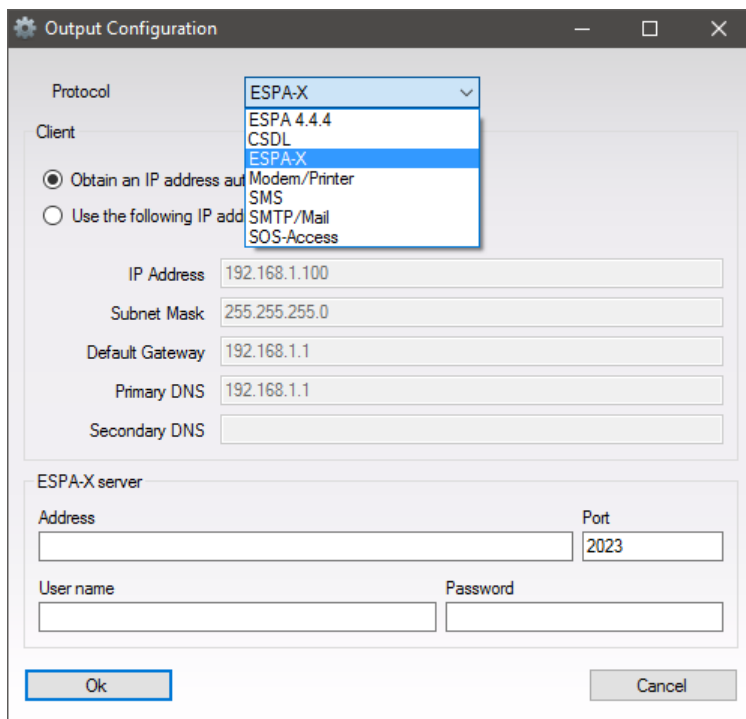 Output Configuration
Protocol
ESPA-X
ESPA 4.4.4
CSDL
ESPA-X
Modem/Printer
SMS
SMTP/Mail
SOS-Access
Client
Obtain an IP address aut
Use the following IP add
IP Address 192.168.1.100
Subnet Mask 255.255.255.0
Default Gateway 192.168.1.1
Primary DNS 192.168.1.1
Secondary DNS
ESPA-X server
Address Port
2023
User name Password
Ok Cancel